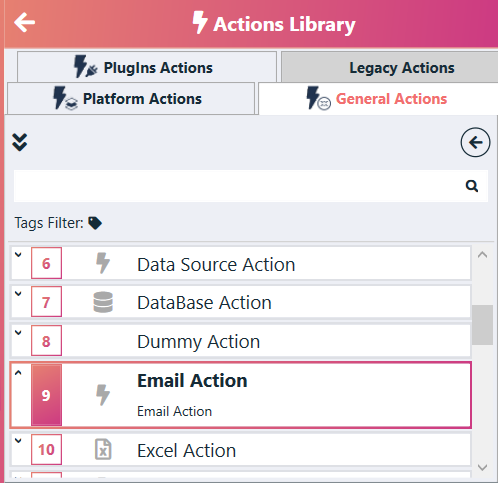 Actions Library
PlugIns Actions
Legacy Actions
Platform Actions
General Actions
Tags Filter:
6
Data Source Action
7
DataBase Action
8
Dummy Action
9
Email Action
Email Action
10
Excel Action